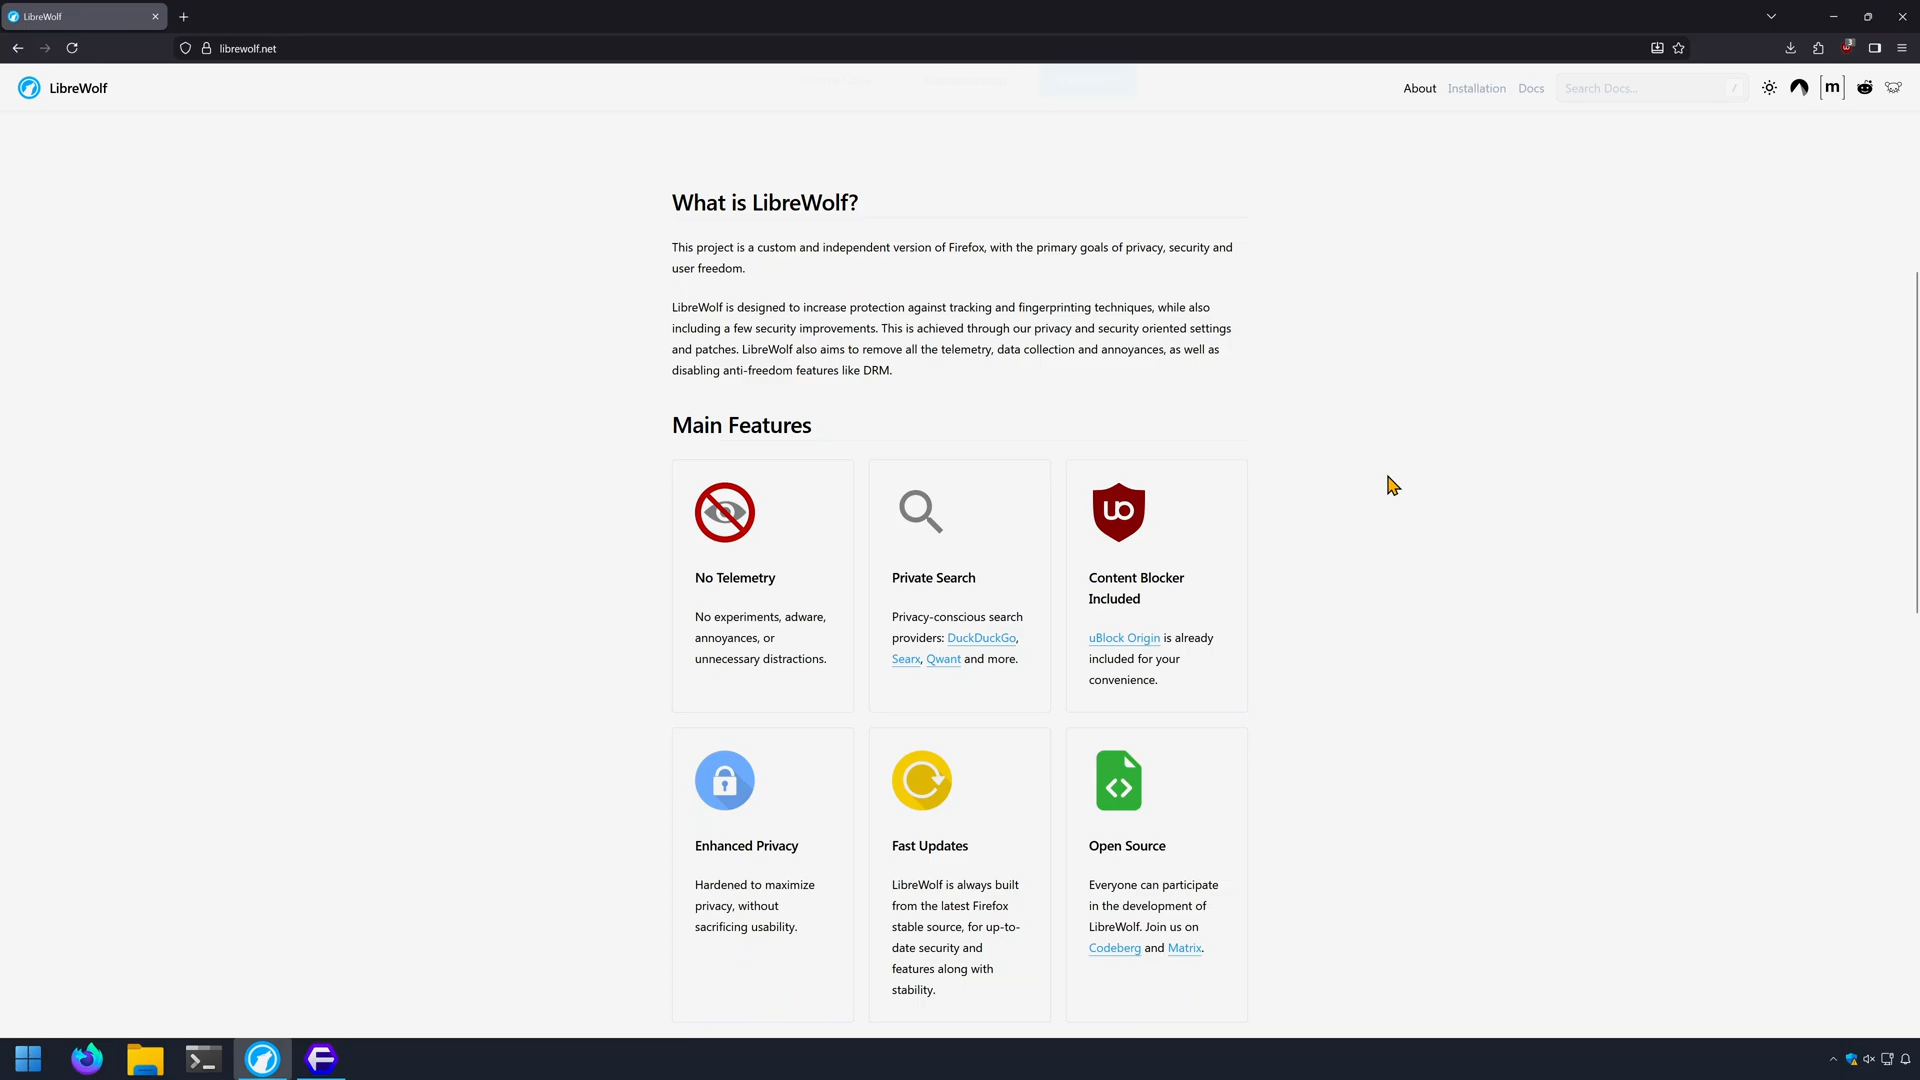 LibreWolf
librewolf.net
3
LibreWolf
About Installation Docs Search Docs... /
[m]
What is LibreWolf?
This project is a custom and independent version of Firefox, with the primary goals of privacy, security and
user freedom.
LibreWolf is designed to increase protection against tracking and fingerprinting techniques, while also
including a few security improvements. This is achieved through our privacy and security oriented settings
and patches. LibreWolf also aims to remove all the telemetry, data collection and annoyances, as well as
disabling anti-freedom features like DRM.
Main Features
No Telemetry
No experiments, adware,
annoyances, or
unnecessary distractions.
Private Search
Privacy-conscious search
providers: DuckDuckGo,
Searx, Qwant and more.
uo
Content Blocker
Included
uBlock Origin is already
included for your
convenience.
Enhanced Privacy
Hardened to maximize
privacy, without
sacrificing usability.
Fast Updates
LibreWolf is always built
from the latest Firefox
stable source, for up-to-
date security and
features along with
stability.
Open Source
Everyone can participate
in the development of
LibreWolf. Join us on
Codeberg and Matrix.